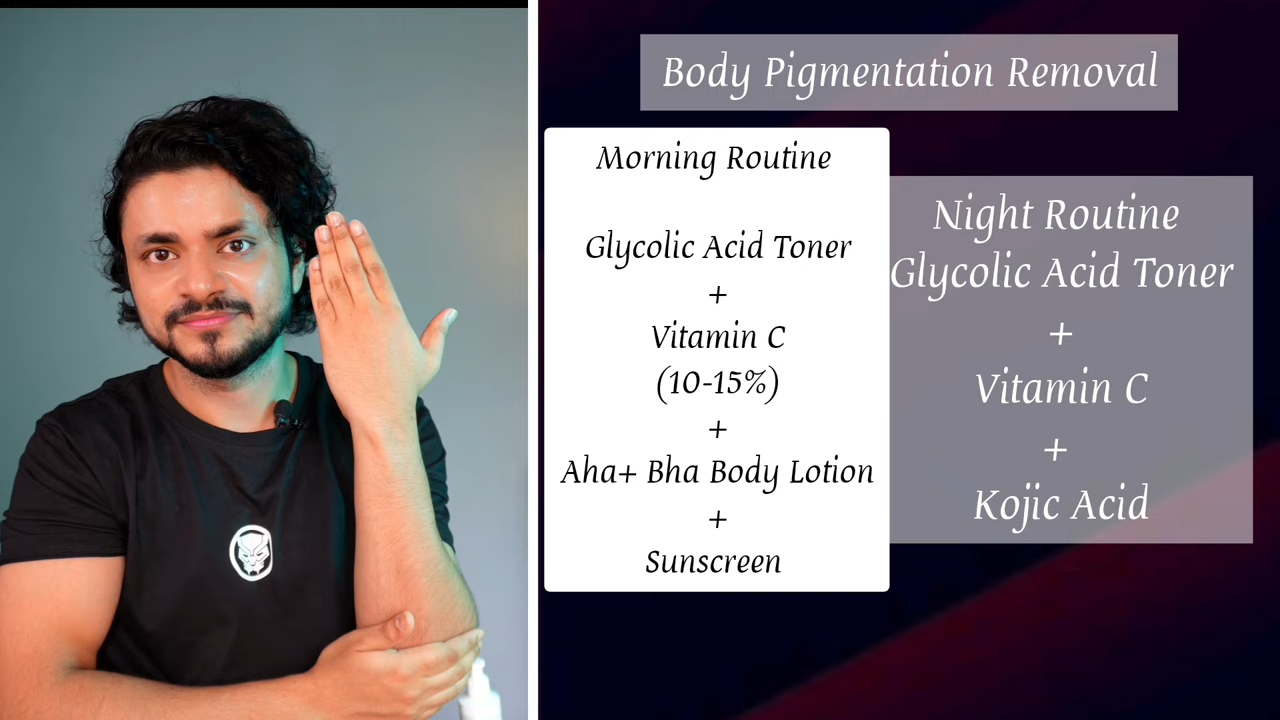 Body Pigmentation Removal
Morning Routine
Glycolic Acid Toner
+
Vitamin C
(10-15%)
+
Aha+ Bha Body Lotion
+
Sunscreen
Night Routine
Glycolic Acid Toner
+
Vitamin C
+
Kojic Acid